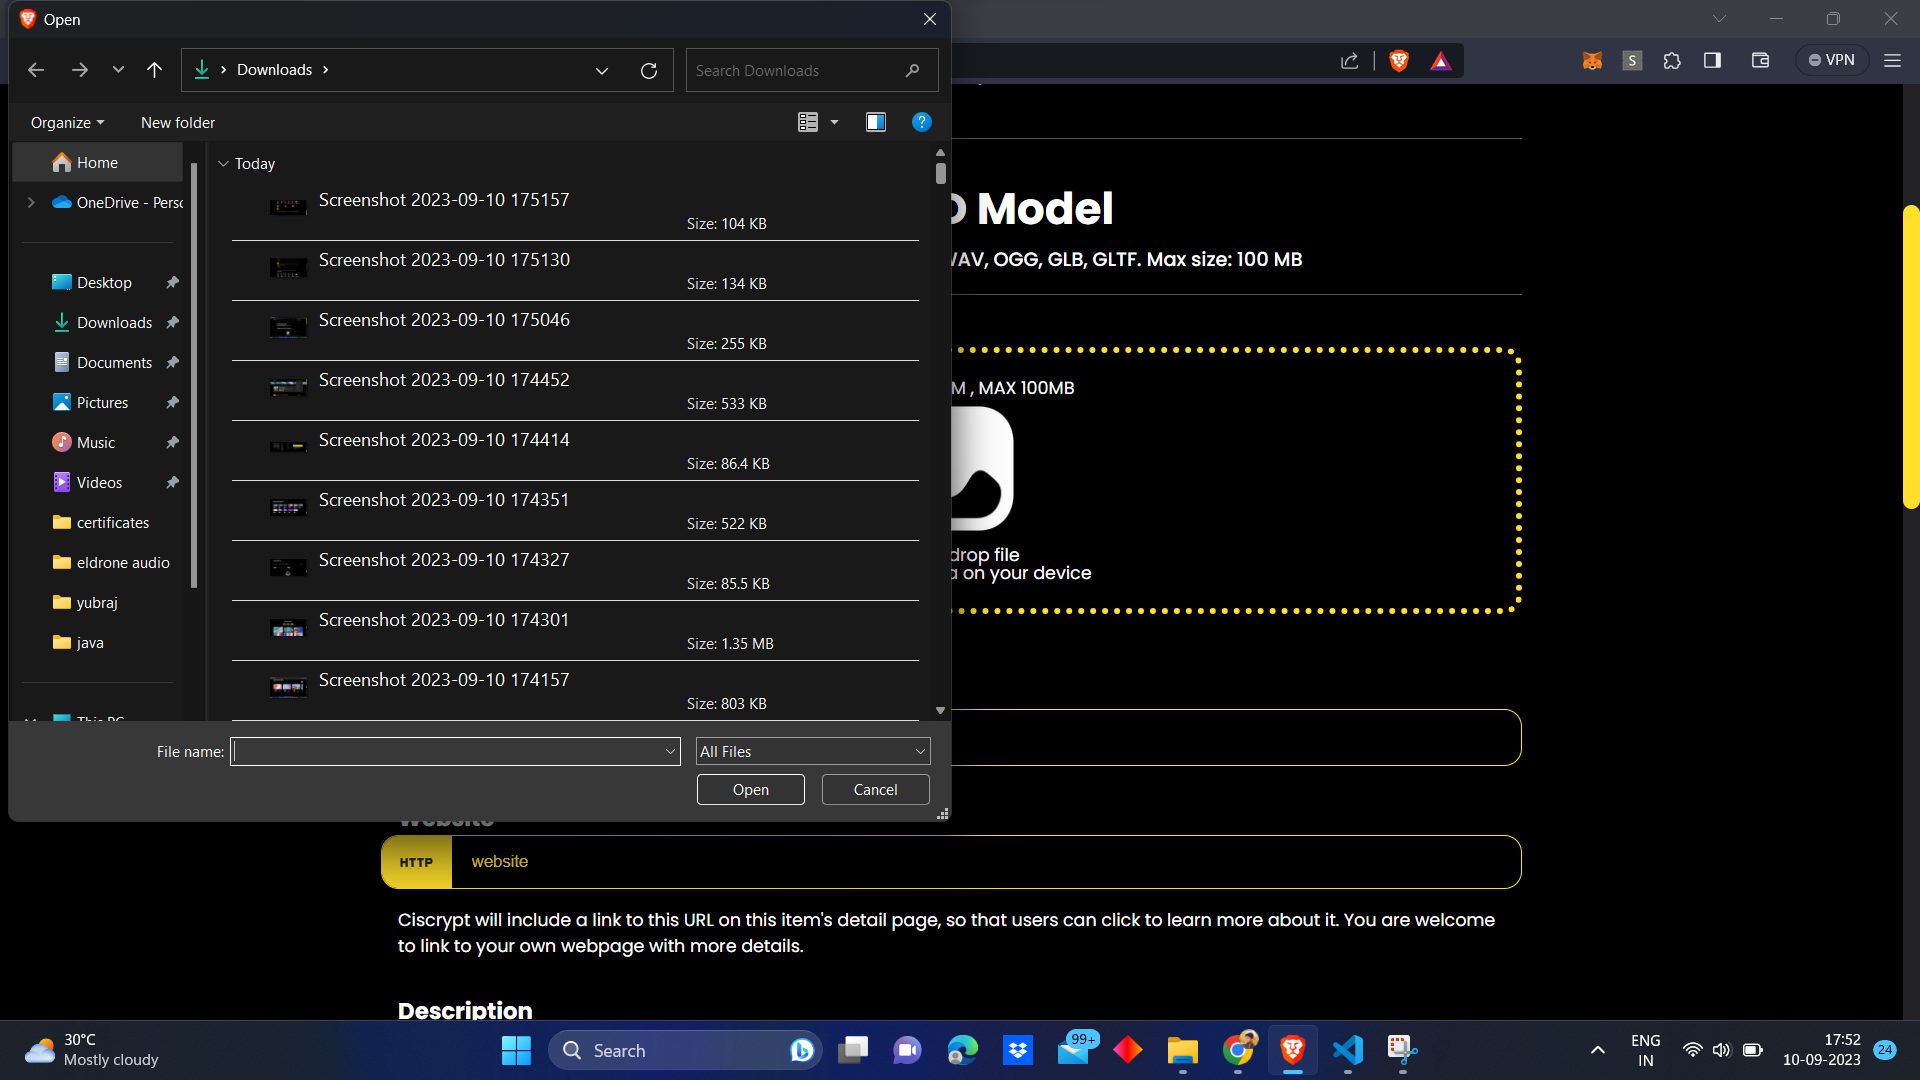 Open
Downloads
Search Downloads
S
VPN
Organize
New folder
?
Home
OneDrive - Perso
Desktop
Downloads
Documents
Pictures
Music
Videos
certificates
eldrone audio
yubraj
java
Today
Screenshot 2023-09-10 175157
Size: 104 KB
Screenshot 2023-09-10 175130
Size: 134 KB
Screenshot 2023-09-10 175046
Size: 255 KB
Screenshot 2023-09-10 174452
Size: 533 KB
Screenshot 2023-09-10 174414
Size: 86.4 KB
Screenshot 2023-09-10 174351
Size: 522 KB
Screenshot 2023-09-10 174327
Size: 85.5 KB
Screenshot 2023-09-10 174301
Size: 1.35 MB
Screenshot 2023-09-10 174157
Size: 803 KB
File name:
All Files
Open
Cancel
D Model
WAV, OGG, GLB, GLTF. Max size: 100 MB
M , MAX 100MB
drop file
a on your device
Website
HTTP
website
Ciscrypt will include a link to this URL on this item's detail page, so that users can click to learn more about it. You are welcome
to link to your own webpage with more details.
Description
30°C
Mostly cloudy
Search
99+
ENG
IN
17:52
10-09-2023
24